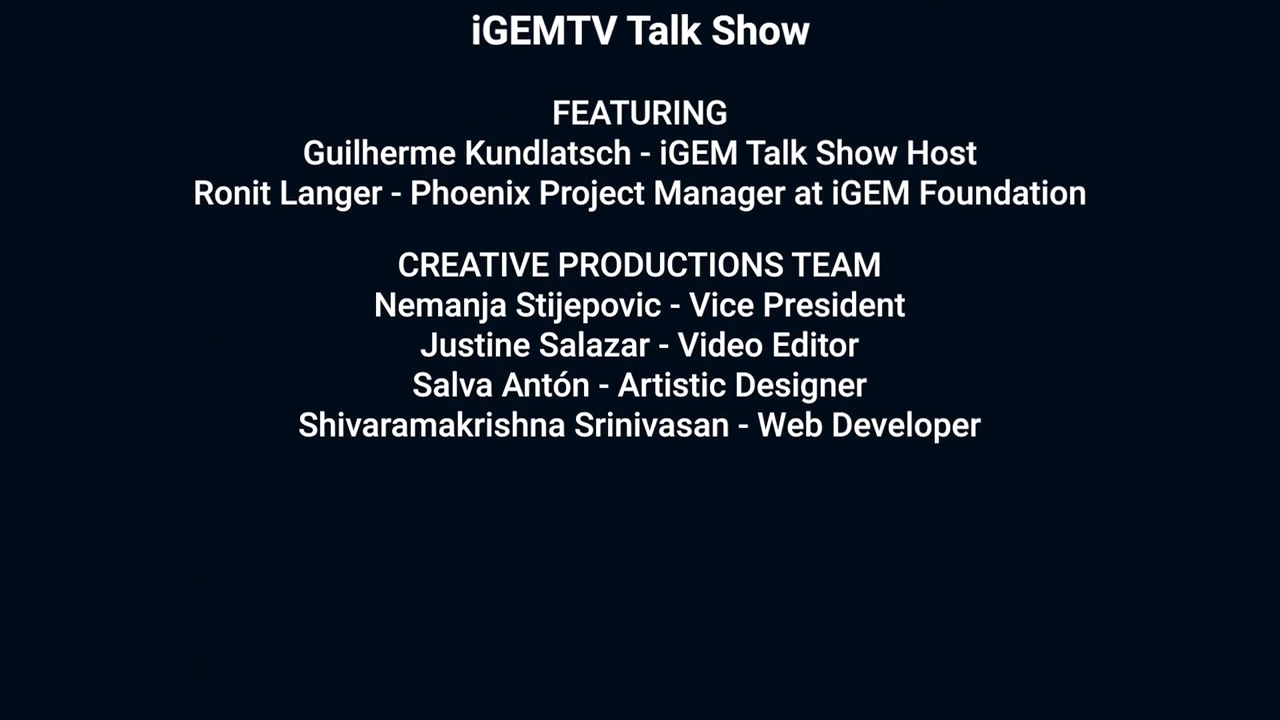 iGEMTV Talk Show
FEATURING
Guilherme Kundlatsch - iGEM Talk Show Host
Ronit Langer - Phoenix Project Manager at iGEM Foundation
CREATIVE PRODUCTIONS TEAM
Nemanja Stijepovic - Vice President
Justine Salazar - Video Editor
Salva Antón - Artistic Designer
Shivaramakrishna Srinivasan - Web Developer